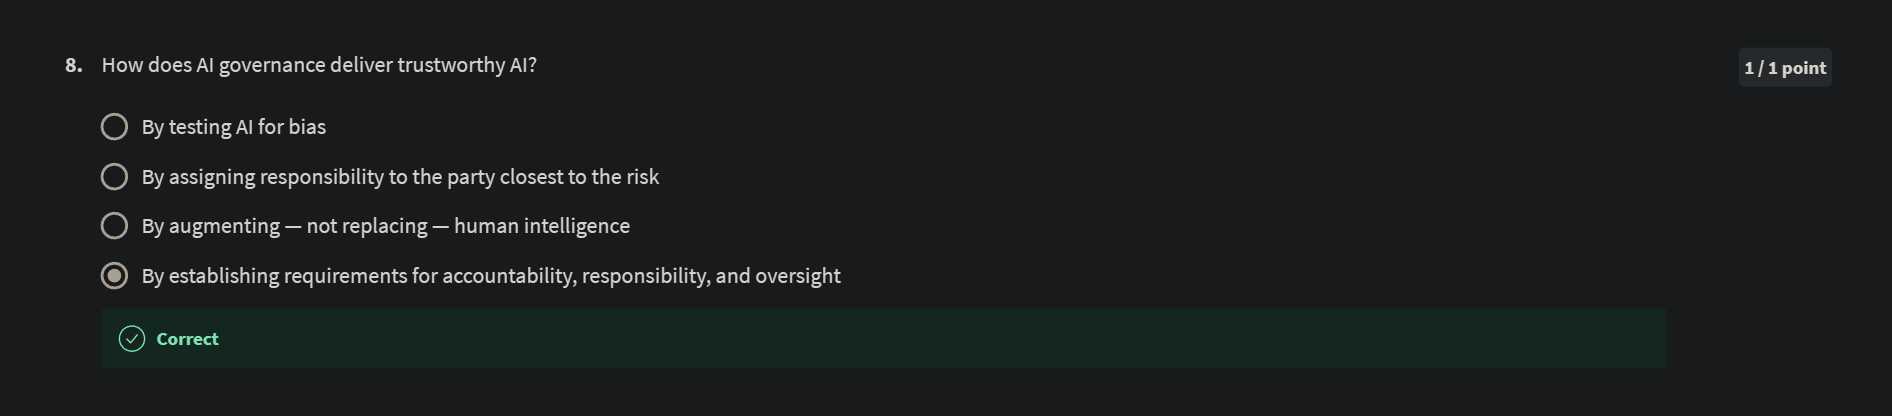 8. How does AI governance deliver trustworthy AI?
1 / 1 point
By testing AI for bias
By assigning responsibility to the party closest to the risk
By augmenting — not replacing — human intelligence
By establishing requirements for accountability, responsibility, and oversight
Correct